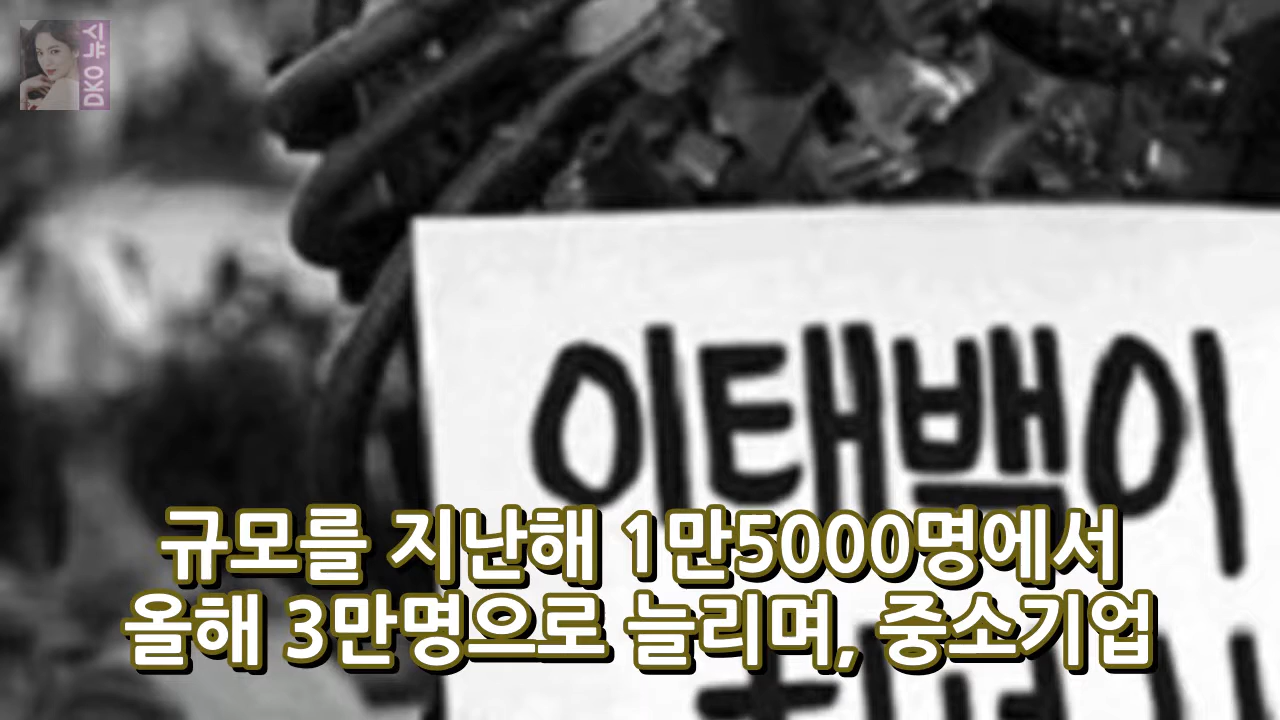 DKO 뉴스
이태백이
규모를 지난해 1만5000명에서
올해 3만명으로 늘리며, 중소기업